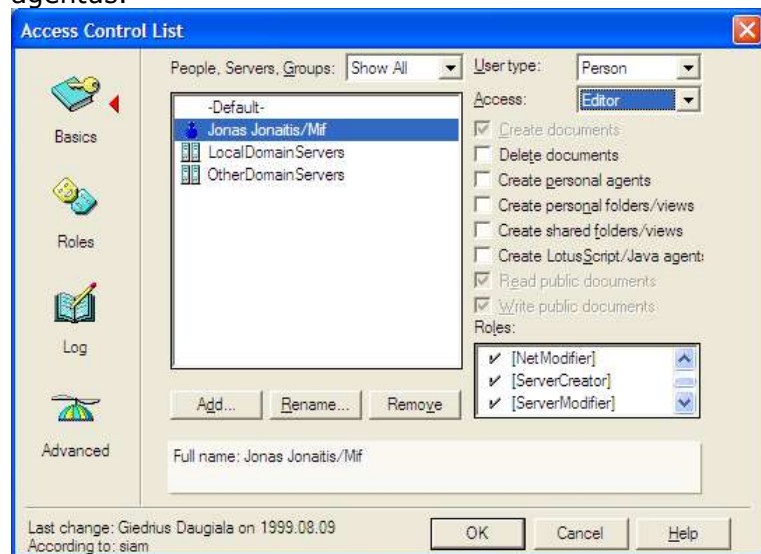 agentus.
Access Control List
People, Servers, Groups: Show All
User type: Person
Access: Editor
Basics
-Default-
Jonas Jonaitis/Mif
LocalDomainServers
OtherDomainServers
Create documents
Delete documents
Create personal agents
Create personal folders/views
Create shared folders/views
Create LotusScript/Java agent
Read public documents
Write public documents
Roles
Roles:
[NetModifier]
[ServerCreator]
[ServerModifier]
Log
Add... Rename... Remove
Advanced
Full name: Jonas Jonaitis/Mif
Last change: Giedrius Daugiala on 1999.08.09
According to: siam
OK Cancel Help